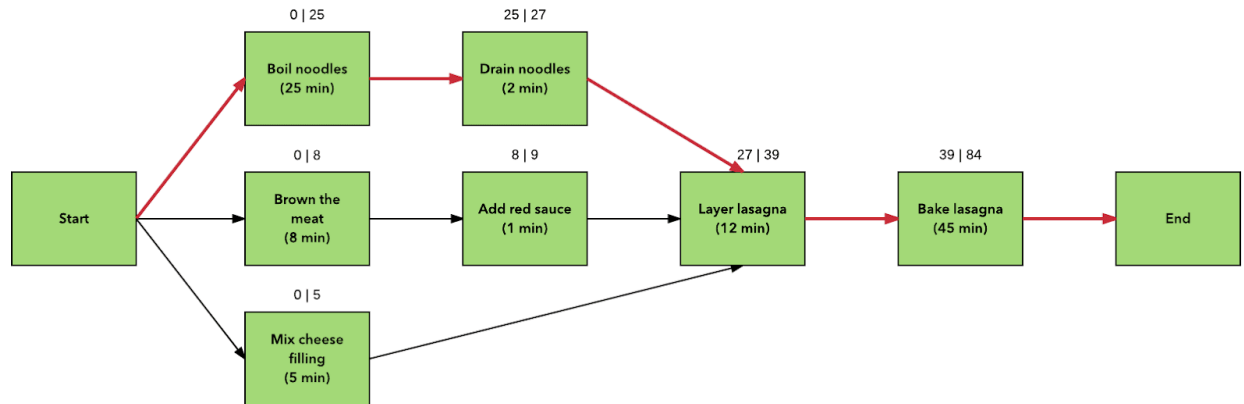 0 | 25
25 | 27
Boil noodles
(25 min)
Drain noodles
(2 min)
0 | 8
8 | 9
27 | 39
39 | 84
Start
Brown the
meat
(8 min)
Add red sauce
(1 min)
Layer lasagna
(12 min)
Bake lasagna
(45 min)
End
0 | 5
Mix cheese
filling
(5 min)